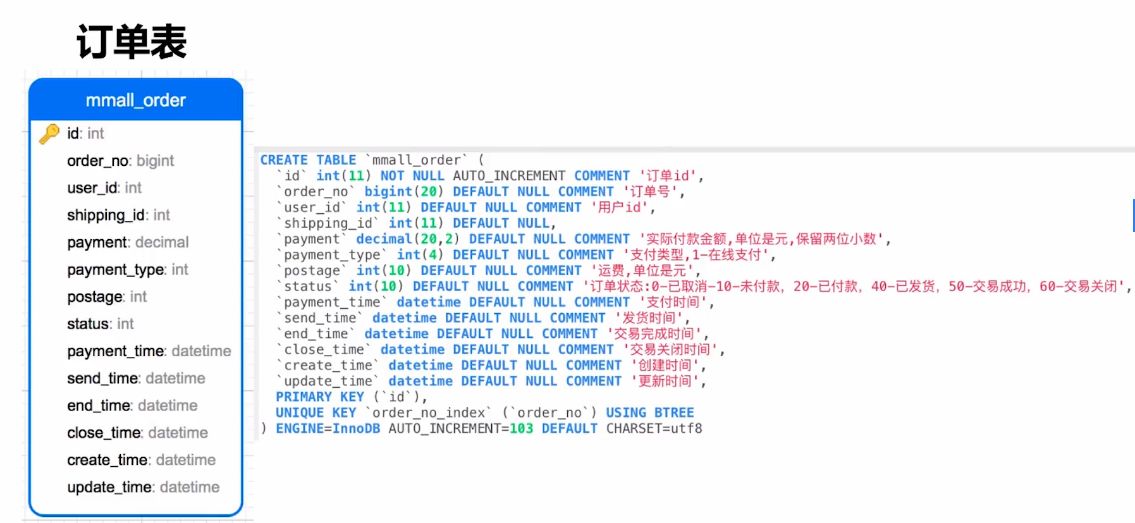 订单表
mmall_order
id: int
order_no: bigint
user_id: int
shipping_id: int
payment: decimal
payment_type: int
postage: int
status: int
payment_time: datetime
send_time: datetime
end_time: datetime
close_time: datetime
create_time: datetime
update_time: datetime
CREATE TABLE `mmall_order` (
`id` int(11) NOT NULL AUTO_INCREMENT COMMENT '订单id',
`order_no` bigint(20) DEFAULT NULL COMMENT '订单号',
`user_id` int(11) DEFAULT NULL COMMENT '用户id',
`shipping_id` int(11) DEFAULT NULL,
`payment` decimal(20,2) DEFAULT NULL COMMENT '实际付款金额,单位是元,保留两位小数',
`payment_type` int(4) DEFAULT NULL COMMENT '支付类型,1-在线支付',
`postage` int(10) DEFAULT NULL COMMENT '运费,单位是元',
`status` int(10) DEFAULT NULL COMMENT '订单状态:0-已取消-10-未付款，20-已付款，40-已发货，50-交易成功，60-交易关闭',
`payment_time` datetime DEFAULT NULL COMMENT '支付时间',
`send_time` datetime DEFAULT NULL COMMENT '发货时间',
`end_time` datetime DEFAULT NULL COMMENT '交易完成时间',
`close_time` datetime DEFAULT NULL COMMENT '交易关闭时间',
`create_time` datetime DEFAULT NULL COMMENT '创建时间',
`update_time` datetime DEFAULT NULL COMMENT '更新时间',
PRIMARY KEY (`id`),
UNIQUE KEY `order_no_index` (`order_no`) USING BTREE
) ENGINE=InnoDB AUTO_INCREMENT=103 DEFAULT CHARSET=utf8